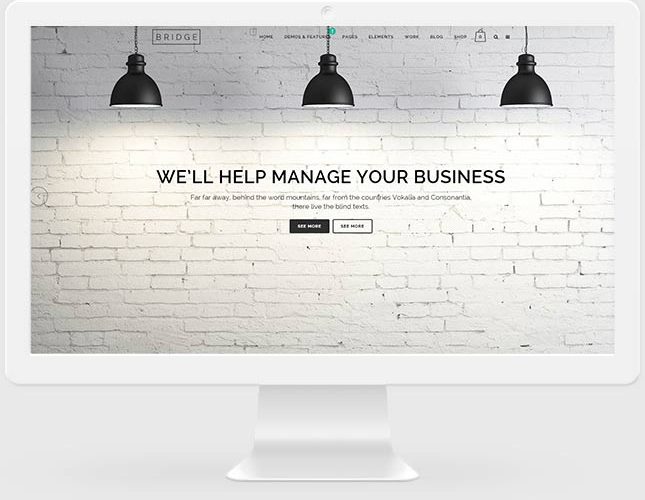 BRIDGE
HOME DEMOS & FEATURES PAGES ELEMENTS WORK BLOG SHOP
WE'LL HELP MANAGE YOUR BUSINESS
Far far away, behind the word mountains, far from the countries Vokalia and Consonantia,
there live the blind texts.
SEE MORE SEE MORE